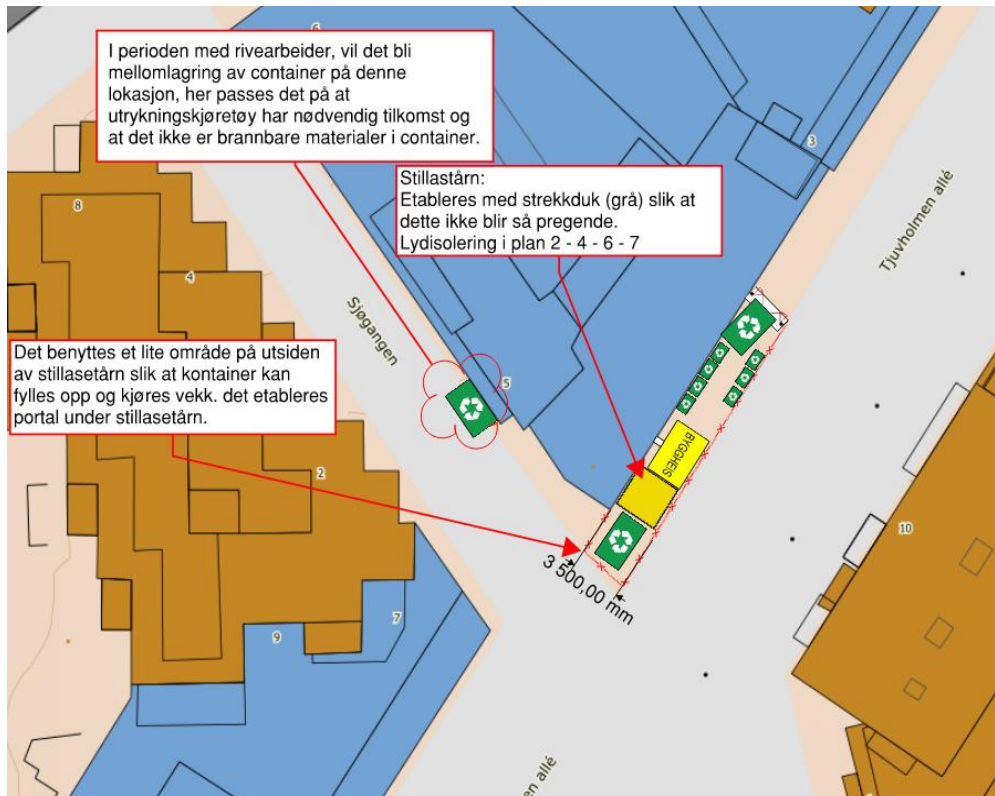 I perioden med rivearbeider, vil det bli
mellomlagring av container på denne
lokasjon, her passes det på at
utrykningskjøretøy har nødvendig tilkomst og
at det ikke er brannbare materialer i container.
Stillastårn:
Etableres med strekkduk (grå) slik at
dette ikke blir så pregende.
Lydisolering i plan 2 - 4 - 6 - 7
3
Tjuvholmen allé
8
4
Sjøgangen
Det benyttes et lite område på utsiden
av stillasetårn slik at kontainer kan
fylles opp og kjøres vekk. det etableres
portal under stillasetårn.
5
BYGGHEIS
2
10
3 500,00 mm
7
9
men allé